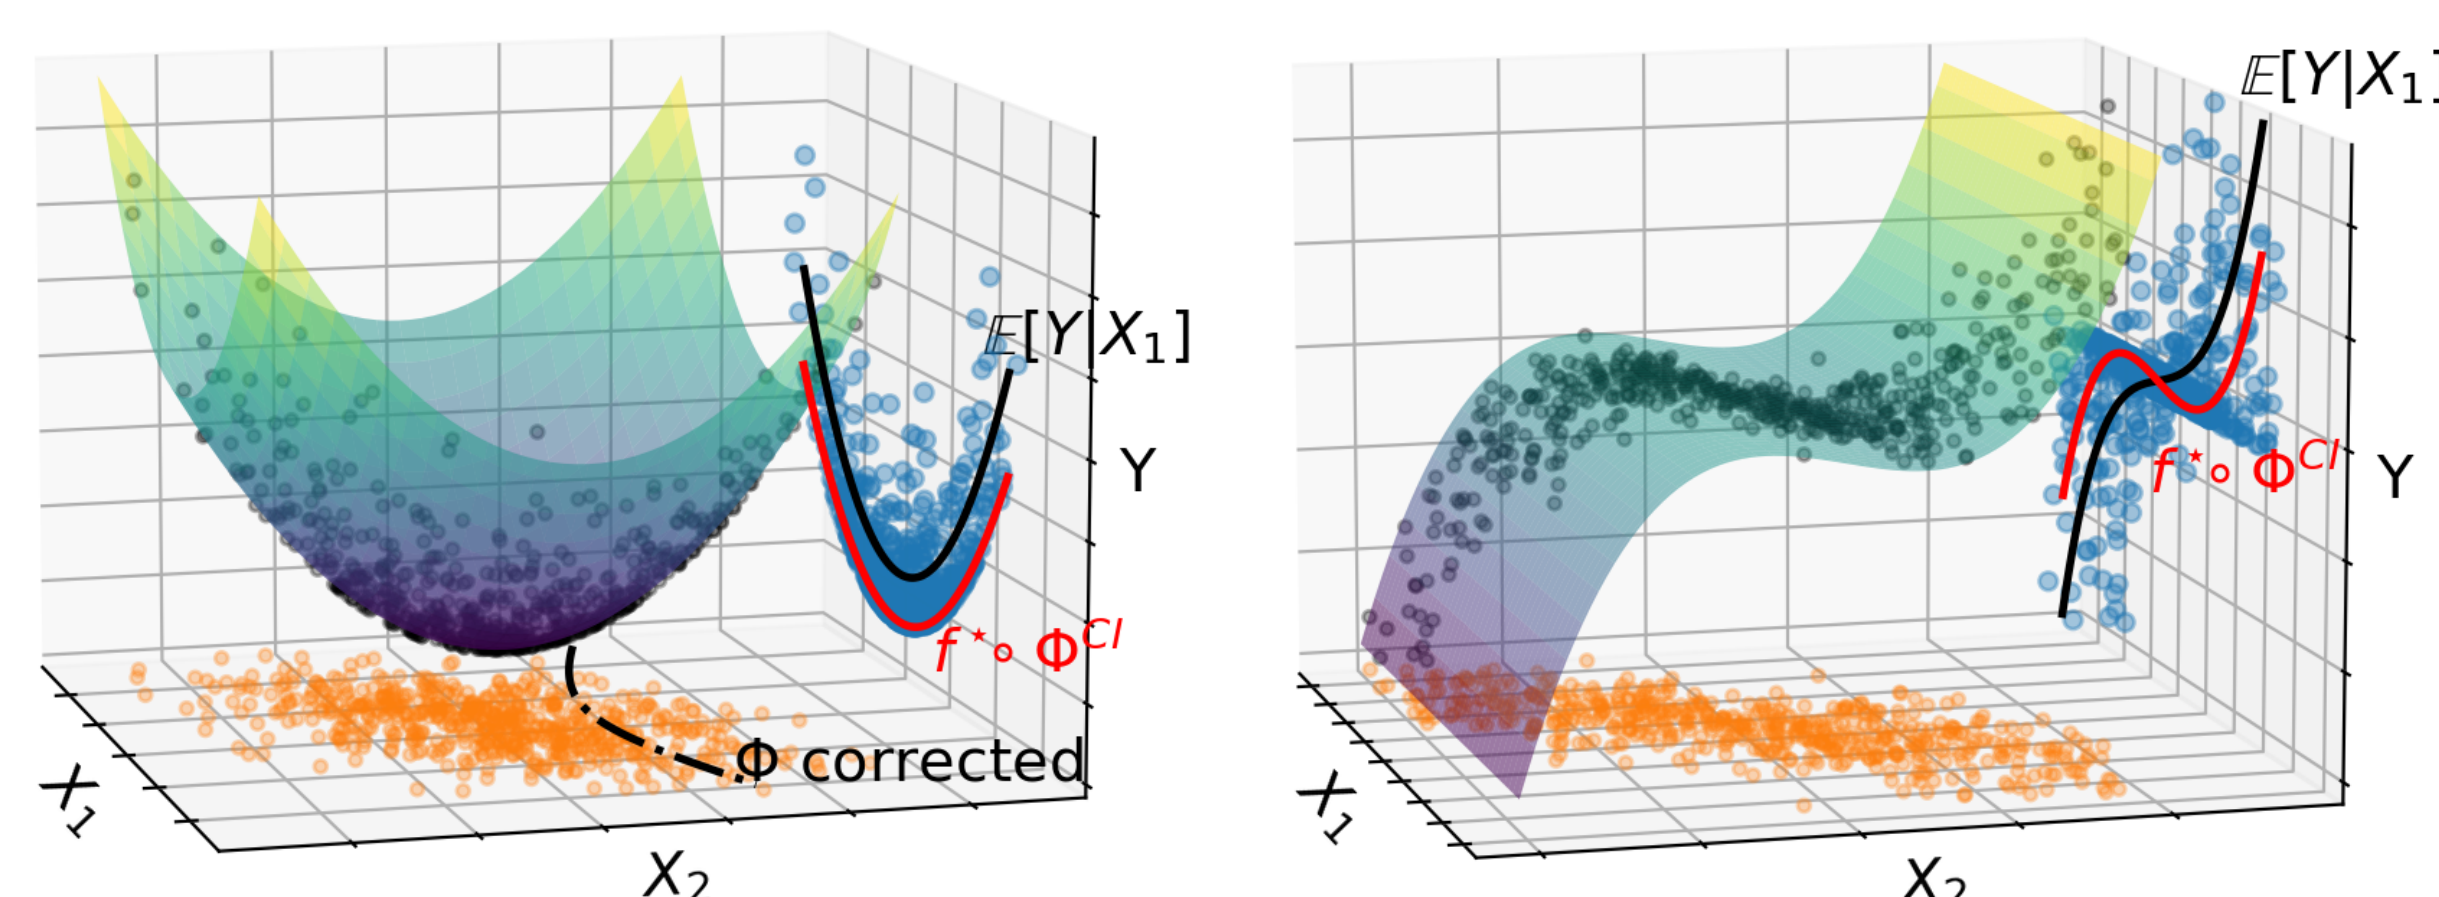 𝔼[Y|X₁]
Y
f⋆∘ Φ^CI
Φ corrected
X₁
X₂
𝔼[Y|X₁]
Y
f⋆∘ Φ^CI
X₁
X₂